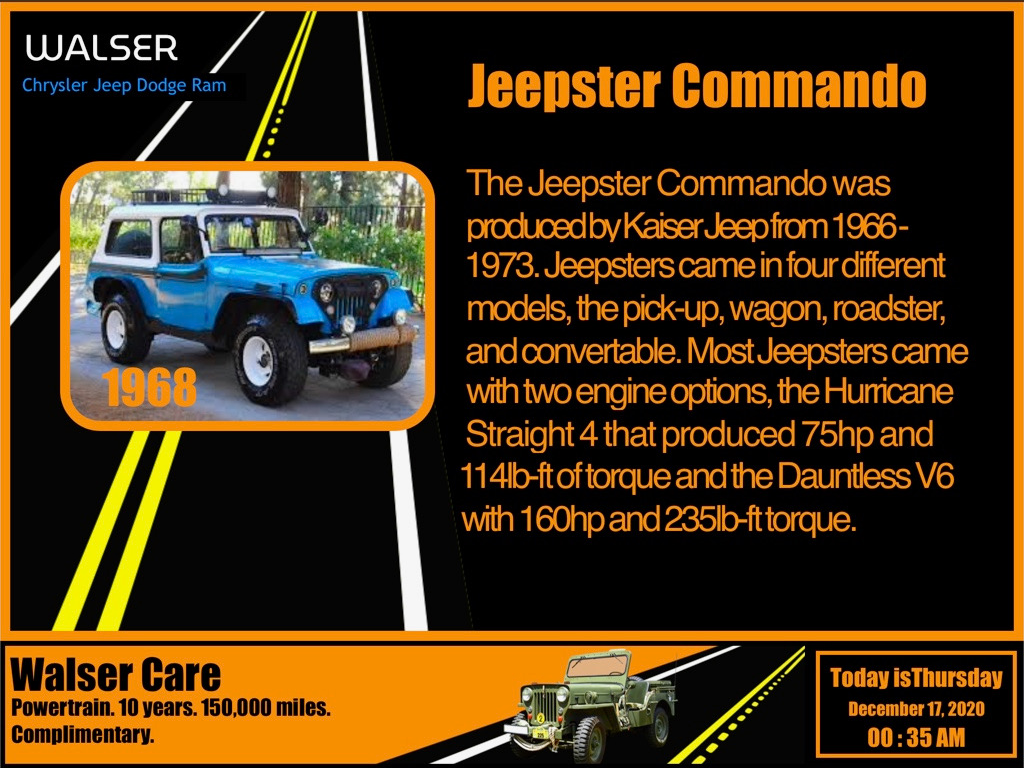 WALSER
Chrysler Jeep Dodge Ram
Jeepster Commando
The Jeepster Commando was
produced by Kaiser Jeep from 1966-
1973. Jeepsters came in four different
models, the pick-up, wagon, roadster,
and convertable. Most Jeepsters came
with two engine options, the Hurricane
Straight 4 that produced 75hp and
114lb-ft of torque and the Dauntless V6
with 160hp and 235lb-ft torque.
1968
Walser Care
Powertrain. 10 years. 150,000 miles.
Complimentary.
Today isThursday
December 17, 2020
00 : 35 AM